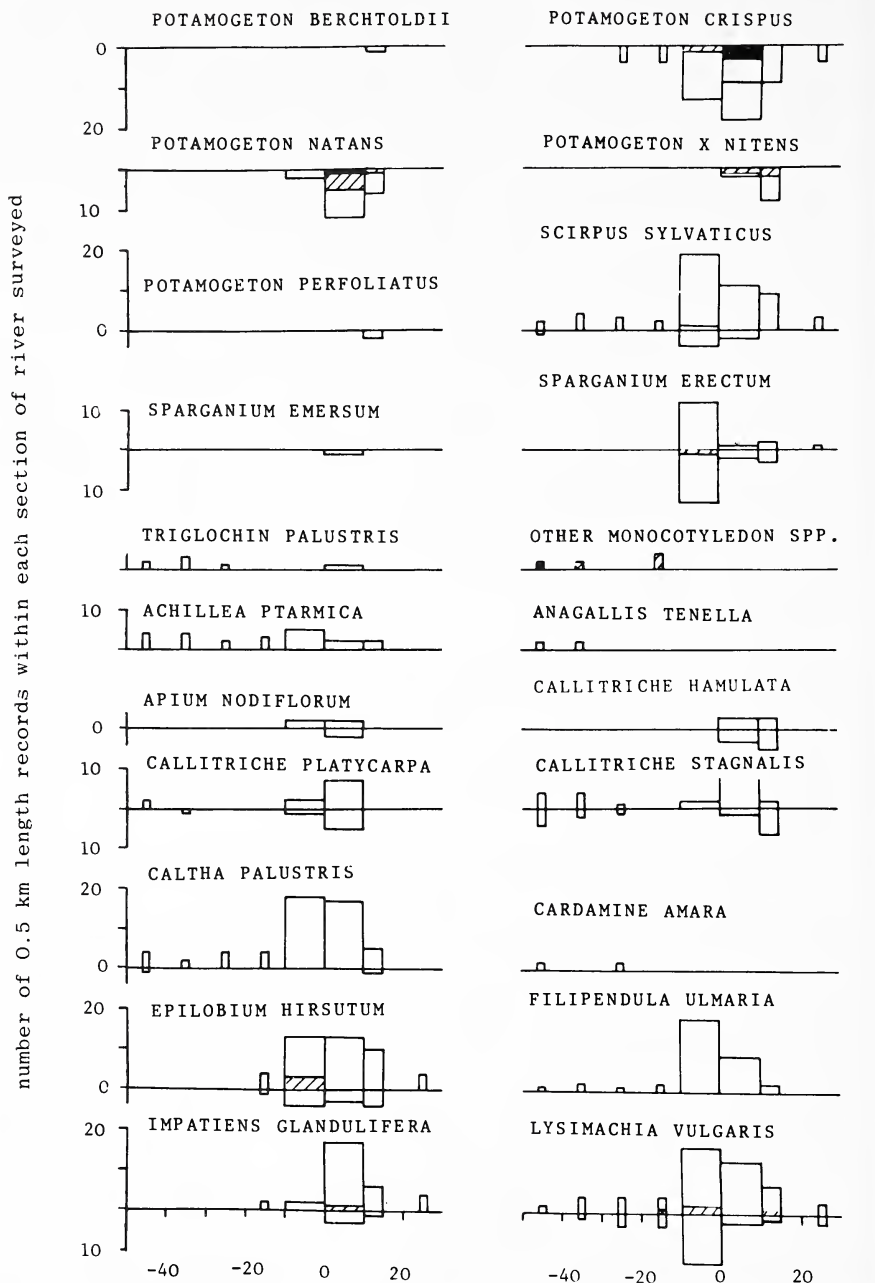 POTAMOGETON BERCHTOLDII
POTAMOGETON CRISPUS
0
20
POTAMOGETON NATANS
POTAMOGETON X NITENS
10
SCIRPUS SYLVATICUS
20
POTAMOGETON PERFOLIATUS
0
SPARGANIUM ERECTUM
10
SPARGANIUM EMERSUM
10
TRIGLOCHIN PALUSTRIS
OTHER MONOCOTYLEDON SPP.
10
ACHILLEA PTARMICA
ANAGALLIS TENELLA
APIUM NODIFLORUM
CALLITRICHE HAMULATA
0
10
CALLITRICHE PLATYCARPA
CALLITRICHE STAGNALIS
10
CALTHA PALUSTRIS
20
CARDAMINE AMARA
0
20
EPILOBIUM HIRSUTUM
FILIPENDULA ULMARIA
0
20
IMPATIENS GLANDULIFERA
LYSIMACHIA VULGARIS
10
-40 -20 0 20
-40 -20 0 20
number of 0.5 km length records within each section of river surveyed